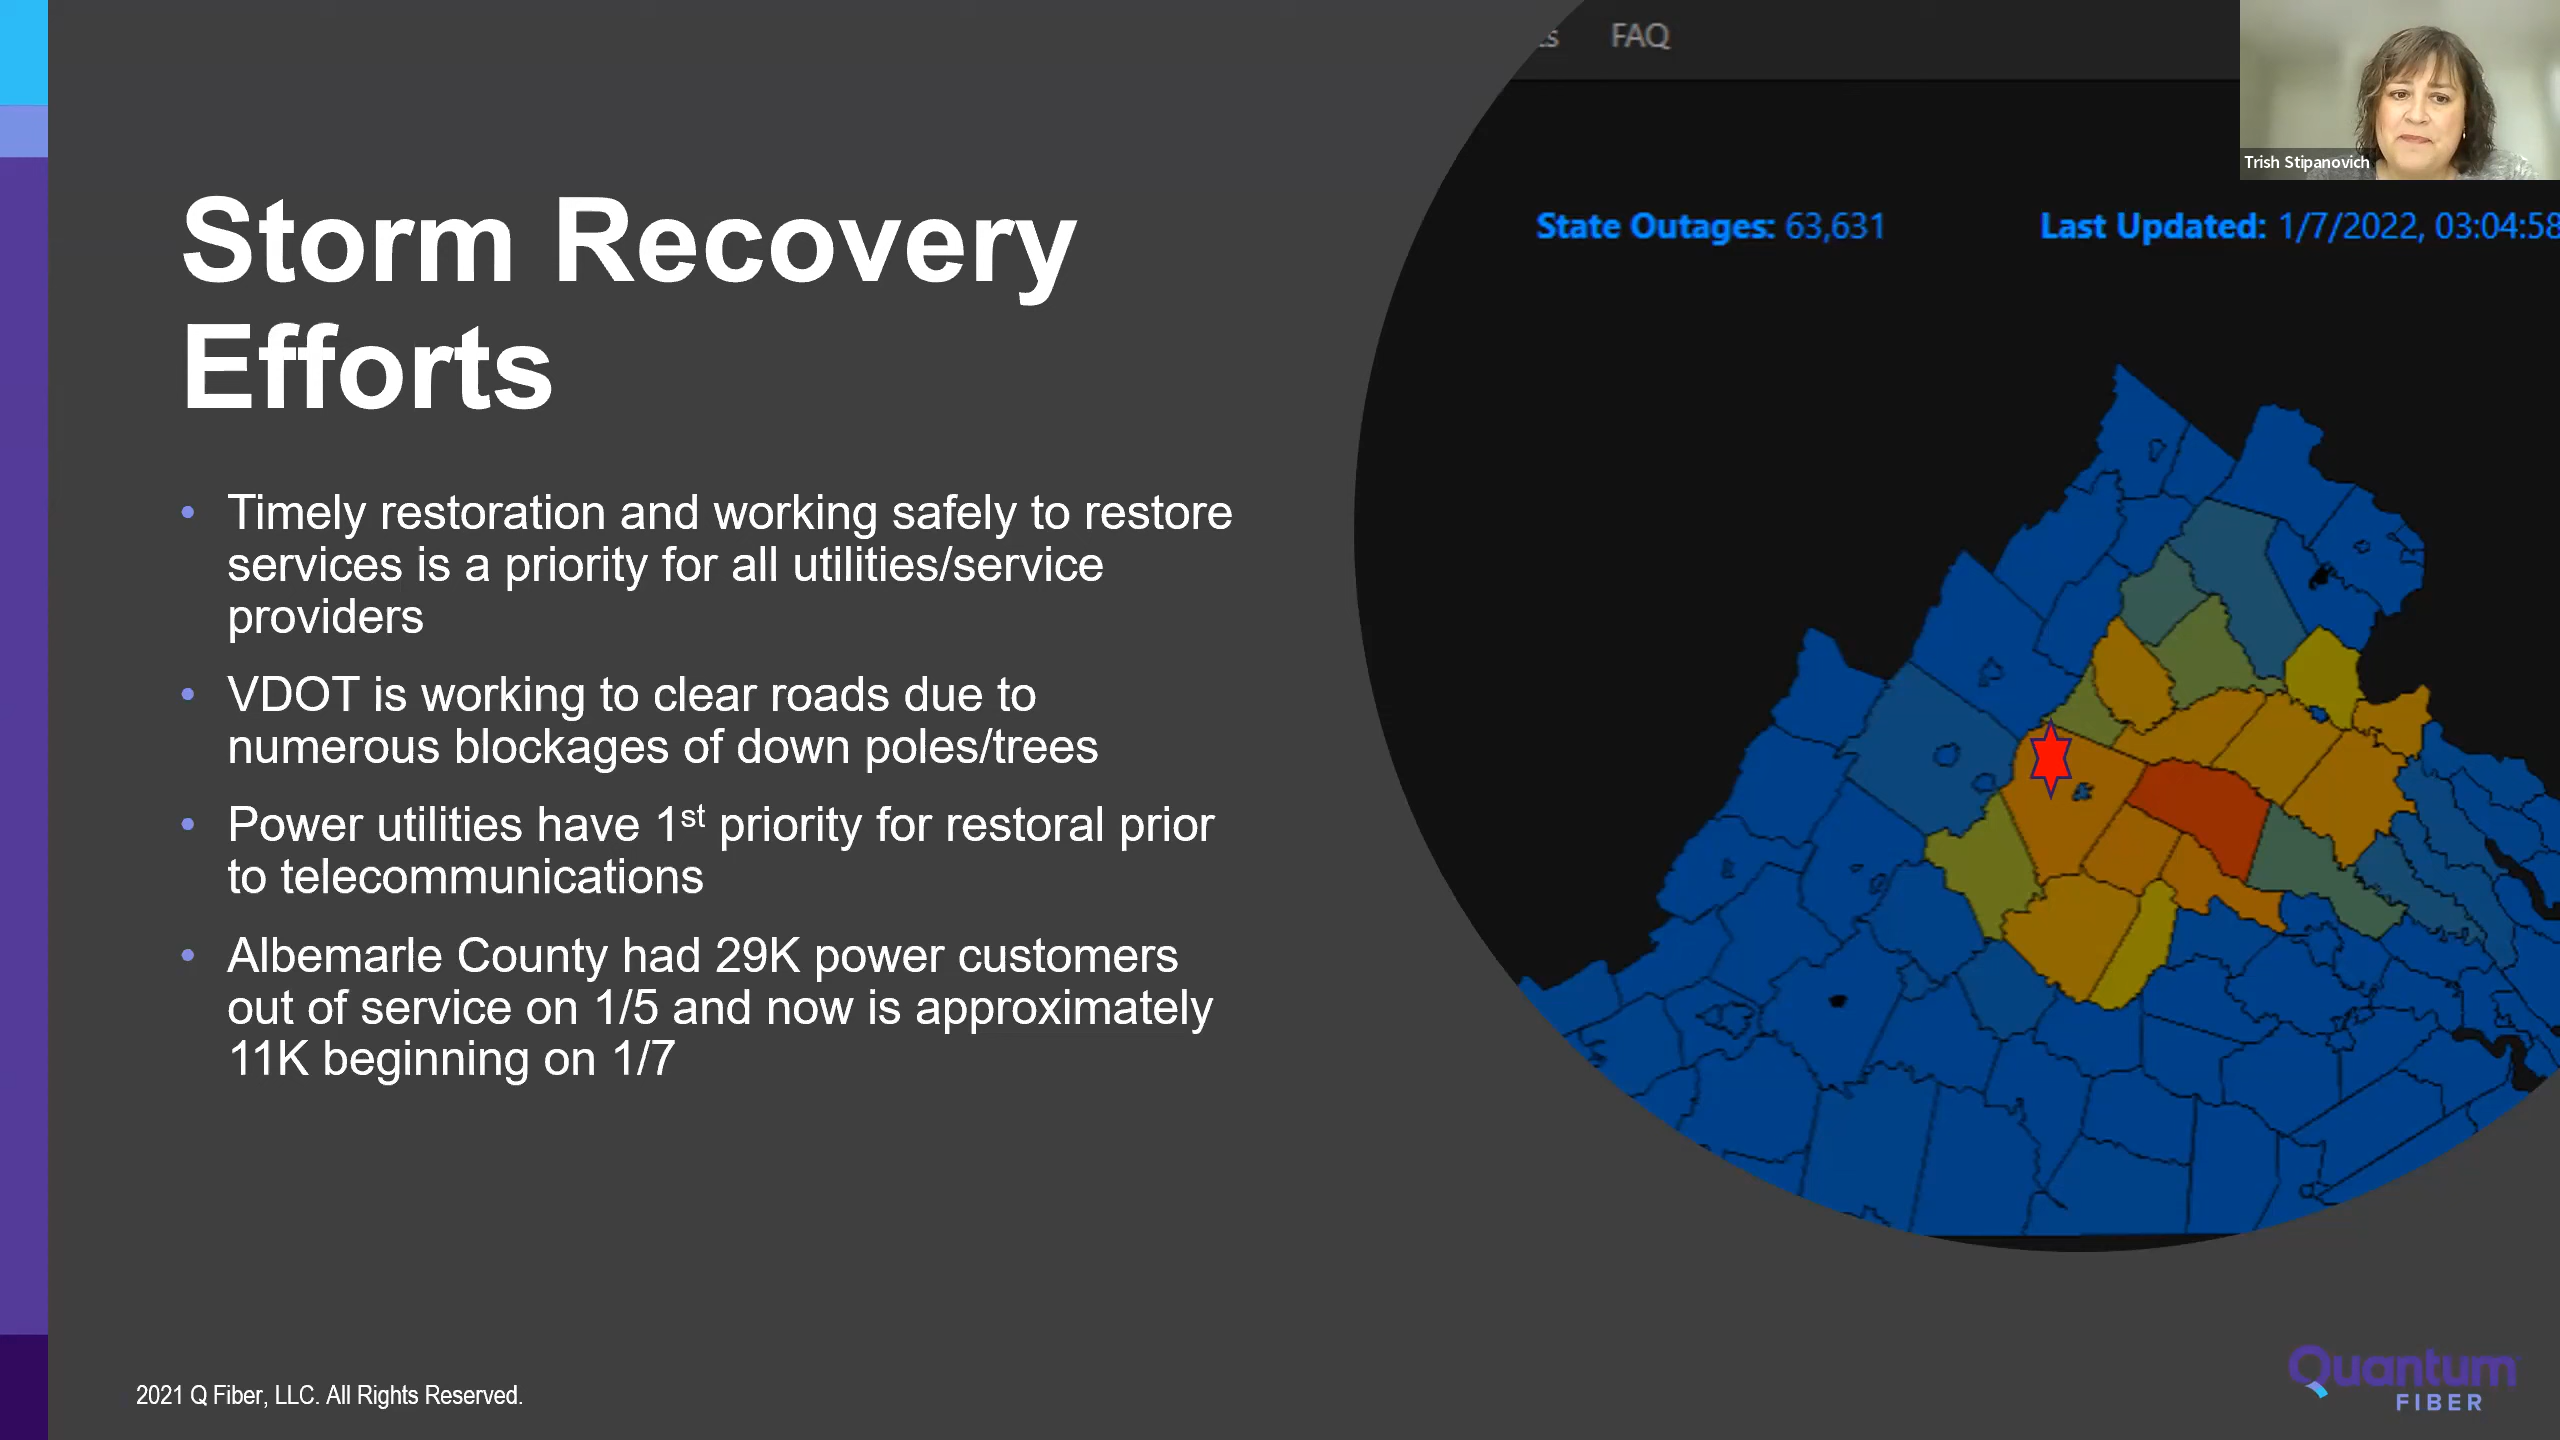 FAQ
Trish Stipanovich
State Outages: 63,631
Last Updated: 1/7/2022, 03:04:58
Storm Recovery
Efforts
• Timely restoration and working safely to restore
services is a priority for all utilities/service
providers
• VDOT is working to clear roads due to
numerous blockages of down poles/trees
• Power utilities have 1st priority for restoral prior
to telecommunications
• Albemarle County had 29K power customers
out of service on 1/5 and now is approximately
11K beginning on 1/7
2021 Q Fiber, LLC. All Rights Reserved.
Quantum
FIBER